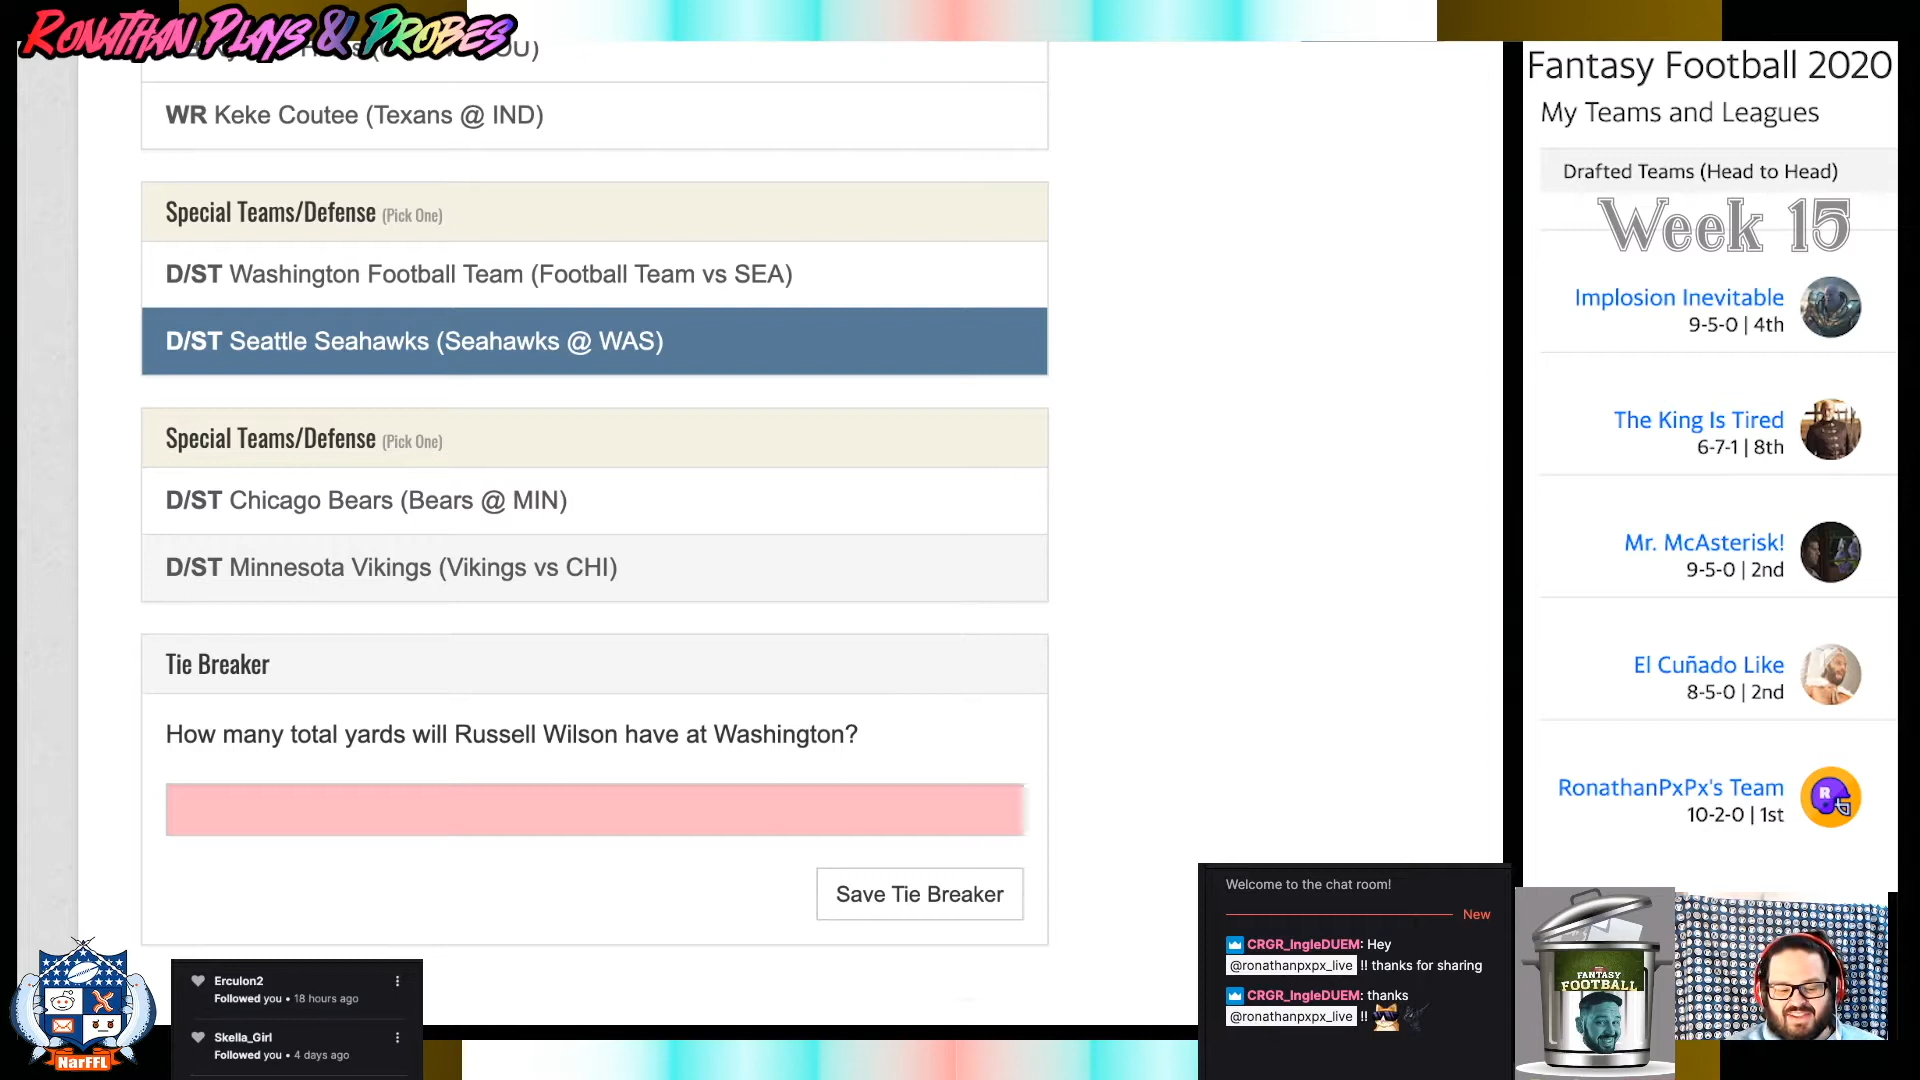 RONATHAN PLAYS & PROBES
OU)
WR Keke Coutee (Texans @ IND)
Special Teams/Defense (Pick One)
D/ST Washington Football Team (Football Team vs SEA)
D/ST Seattle Seahawks (Seahawks @ WAS)
Special Teams/Defense (Pick One)
D/ST Chicago Bears (Bears @ MIN)
D/ST Minnesota Vikings (Vikings vs CHI)
Tie Breaker
How many total yards will Russell Wilson have at Washington?
Save Tie Breaker
Fantasy Football 2020
My Teams and Leagues
Drafted Teams (Head to Head)
Week 15
Implosion Inevitable
9-5-0 | 4th
The King Is Tired
6-7-1 | 8th
Mr. McAsterisk!
9-5-0 | 2nd
El Cuñado Like
8-5-0 | 2nd
RonathanPxPx's Team
R
10-2-0 | 1st
NarFFL
Erculon2
Followed you • 18 hours ago
Skella_Girl
Followed you • 4 days ago
Welcome to the chat room!
New
CRGR_IngleDUEM: Hey
@ronathanpxpx_live !! thanks for sharing
CRGR_IngleDUEM: thanks
@ronathanpxpx_live !!
FANTASY
FOOTBALL